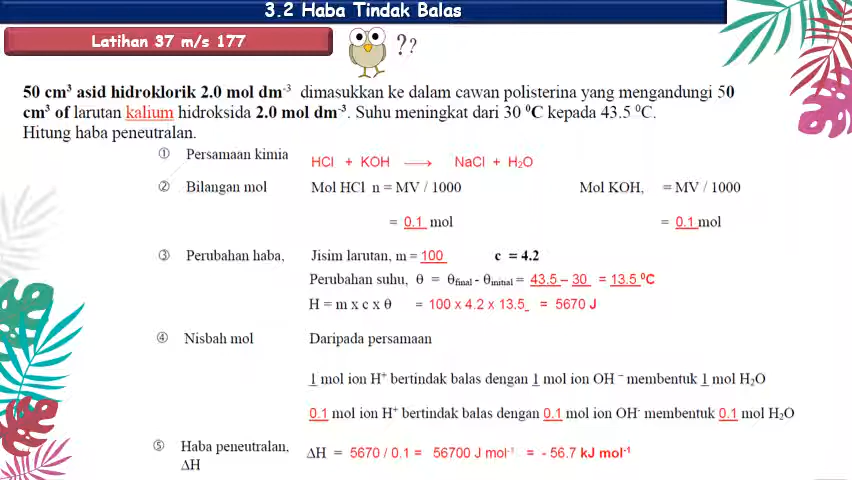 3.2 Haba Tindak Balas
Latihan 37 m/s 177
??
50 cm³ asid hidroklorik 2.0 mol dm⁻³ dimasukkan ke dalam cawan polisterina yang mengandungi 50
cm³ of larutan kalium hidroksida 2.0 mol dm⁻³. Suhu meningkat dari 30 ⁰C kepada 43.5 ⁰C.
Hitung haba peneutralan.
① Persamaan kimia HCl + KOH ⟶ NaCl + H₂O
② Bilangan mol Mol HCl n = MV / 1000 Mol KOH, = MV / 1000
= 0.1 mol = 0.1 mol
③ Perubahan haba, Jisim larutan, m = 100 c = 4.2
Perubahan suhu, θ = θfinal - θinitial = 43.5 – 30 = 13.5 ⁰C
H = m x c x θ = 100 x 4.2 x 13.5 = 5670 J
④ Nisbah mol Daripada persamaan
1 mol ion H⁺ bertindak balas dengan 1 mol ion OH⁻ membentuk 1 mol H₂O
0.1 mol ion H⁺ bertindak balas dengan 0.1 mol ion OH⁻ membentuk 0.1 mol H₂O
⑤ Haba peneutralan, ΔH = 5670 / 0.1 = 56700 J mol⁻¹ = - 56.7 kJ mol⁻¹
ΔH